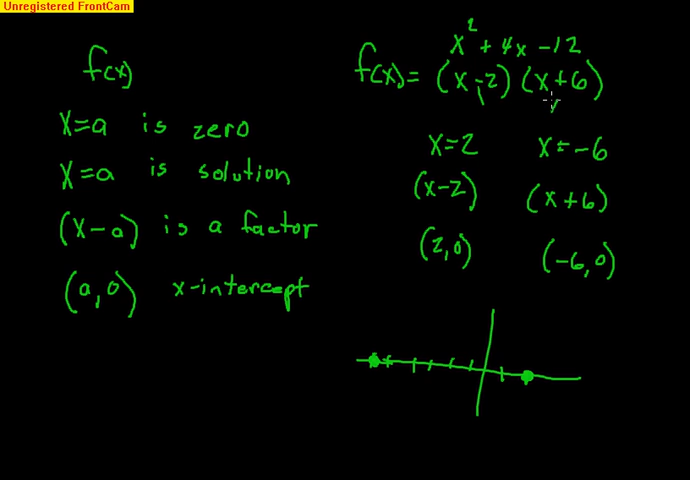 Unregistered FrontCam
f(x)
x=a is zero
x=a is solution
(x-a) is a factor
(a,0) x-intercept
x² + 4x -12
f(x)= (x-2) (x+6)
x=2 x=-6
(x-2) (x+6)
(2,0) (-6,0)